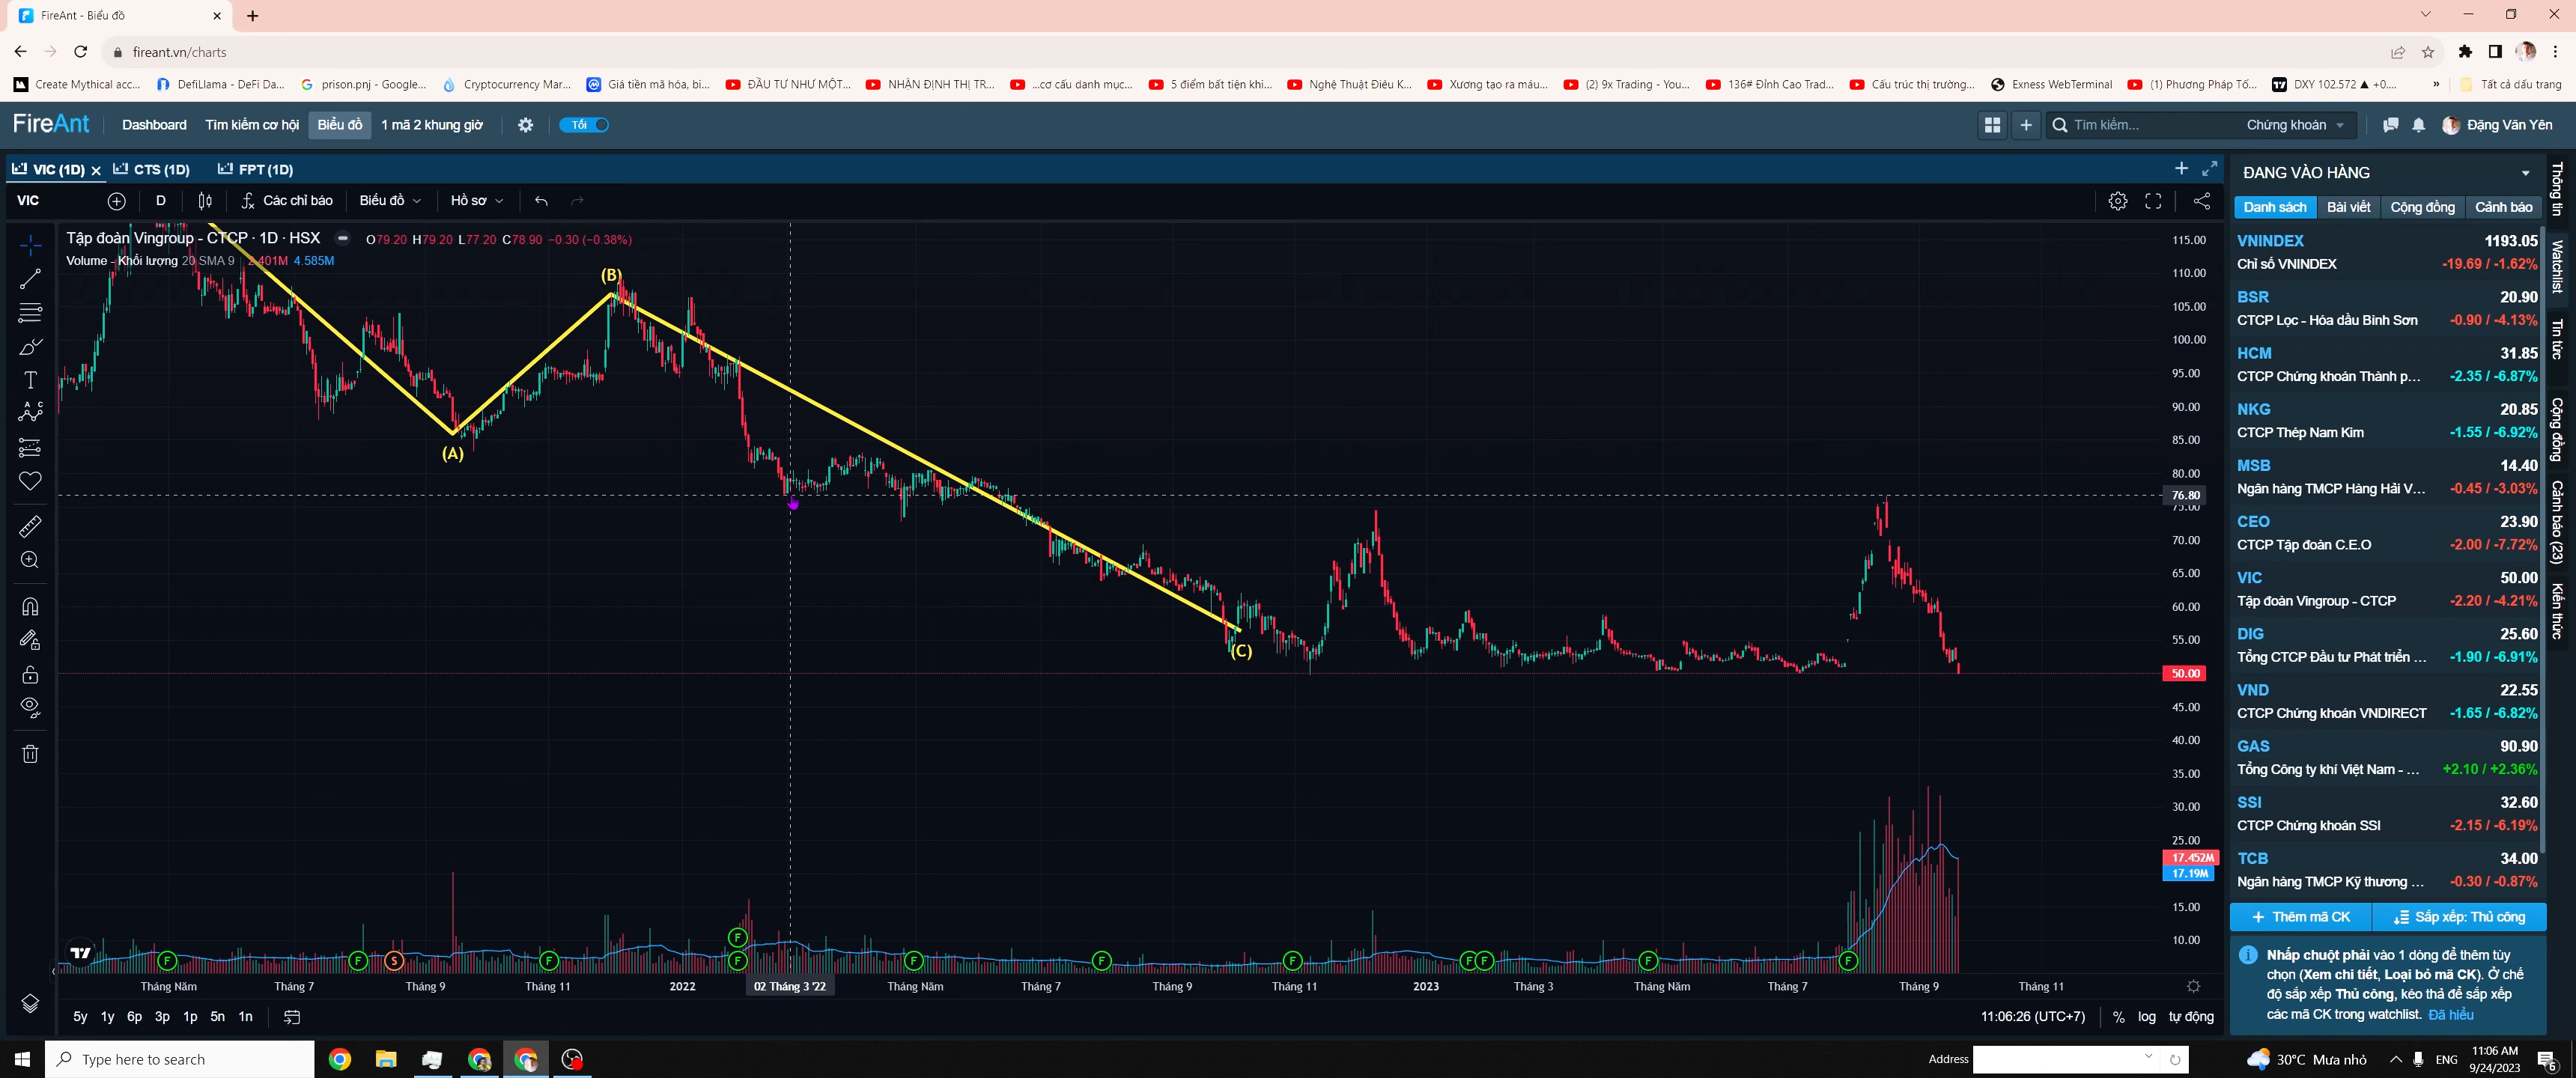 FireAnt - Biểu đồ
fireant.vn/charts
Create Mythical acc... DefiLlama - DeFi Da... prison.pnj - Google... Cryptocurrency Mar... Giá tiền mã hóa, bi... ĐẦU TƯ NHƯ MỘT... NHẬN ĐỊNH THỊ TR... ...cơ cấu danh mục... 5 điểm bất tiện khi... Nghệ Thuật Điêu K... Xương tạo ra máu... (2) 9x Trading - You... 136# Đỉnh Cao Trad... Cấu trúc thị trường... Exness WebTerminal (1) Phương Pháp Tố... DXY 102.572 ▲ +0.... » Tất cả dấu trang
FireAnt Dashboard Tìm kiếm cơ hội Biểu đồ 1 mã 2 khung giờ Tối Tìm kiếm... Chứng khoán Đặng Văn Yên
VIC (1D) CTS (1D) FPT (1D)
VIC D Các chỉ báo Biểu đồ Hồ sơ
Tập đoàn Vingroup - CTCP · 1D · HSX O79.20 H79.20 L77.20 C78.90 −0.30 (−0.38%)
Volume - Khối lượng 20 SMA 9 2.401M 4.585M
(A)
(B)
(C)
115.00
110.00
105.00
100.00
95.00
90.00
85.00
80.00
76.80
75.00
70.00
65.00
60.00
55.00
50.00
45.00
40.00
35.00
30.00
25.00
17.452M
17.19M
15.00
10.00
F F S F F F F F F F F F F
Tháng Năm Tháng 7 Tháng 9 Tháng 11 2022 02 Tháng 3 '22 Tháng Năm Tháng 7 Tháng 9 Tháng 11 2023 Tháng 3 Tháng Năm Tháng 7 Tháng 9 Tháng 11
5y 1y 6p 3p 1p 5n 1n 11:06:26 (UTC+7) % log tự động
ĐANG VÀO HÀNG
Danh sách Bài viết Cộng đồng Cảnh báo
VNINDEX 1193.05
Chỉ số VNINDEX -19.69 / -1.62%
BSR 20.90
CTCP Lọc - Hóa dầu Bình Sơn -0.90 / -4.13%
HCM 31.85
CTCP Chứng khoán Thành p... -2.35 / -6.87%
NKG 20.85
CTCP Thép Nam Kim -1.55 / -6.92%
MSB 14.40
Ngân hàng TMCP Hàng Hải V... -0.45 / -3.03%
CEO 23.90
CTCP Tập đoàn C.E.O -2.00 / -7.72%
VIC 50.00
Tập đoàn Vingroup - CTCP -2.20 / -4.21%
DIG 25.60
Tổng CTCP Đầu tư Phát triển ... -1.90 / -6.91%
VND 22.55
CTCP Chứng khoán VNDIRECT -1.65 / -6.82%
GAS 90.90
Tổng Công ty khí Việt Nam - ... +2.10 / +2.36%
SSI 32.60
CTCP Chứng khoán SSI -2.15 / -6.19%
TCB 34.00
Ngân hàng TMCP Kỹ thương ... -0.30 / -0.87%
+ Thêm mã CK Sắp xếp: Thủ công
Nhấp chuột phải vào 1 dòng để thêm tùy
chọn (Xem chi tiết, Loại bỏ mã CK). Ở chế
độ sắp xếp Thủ công, kéo thả để sắp xếp
các mã CK trong watchlist. Đã hiểu
Thông tin
Watchlist
Tin tức
Cộng đồng
Cảnh báo (23)
Kiến thức
Type here to search Address 30°C Mưa nhỏ ENG 11:06 AM
9/24/2023 6